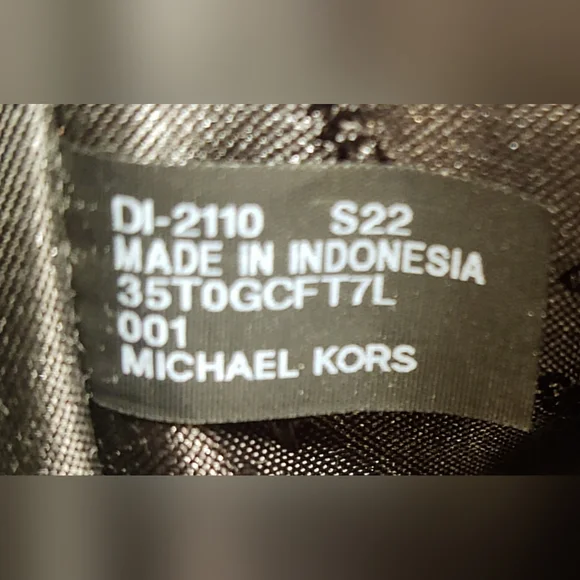 DI-2110 S22
MADE IN INDONESIA
35T0GCFT7L
001
MICHAEL KORS